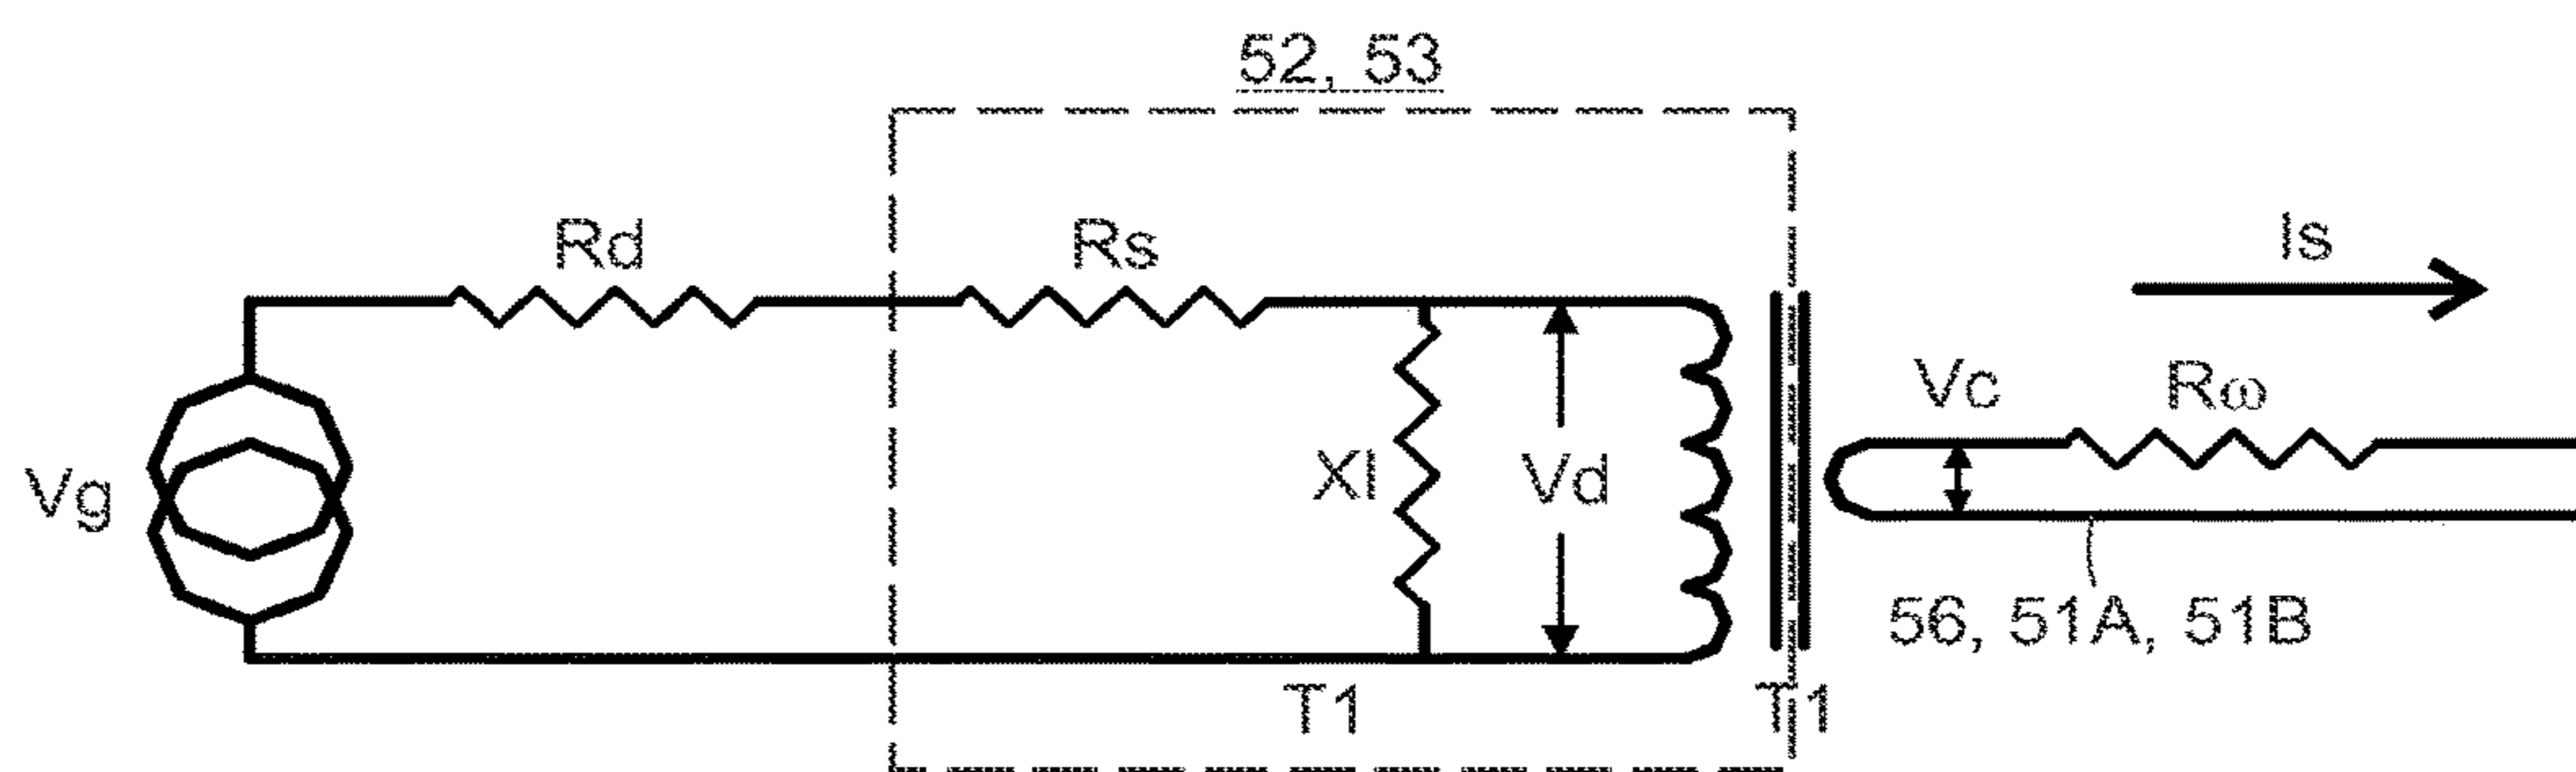 52, 53
Rd
Rs
Is
Vc
Rω
Vg
Xl
Vd
56, 51A, 51B
T1
T1